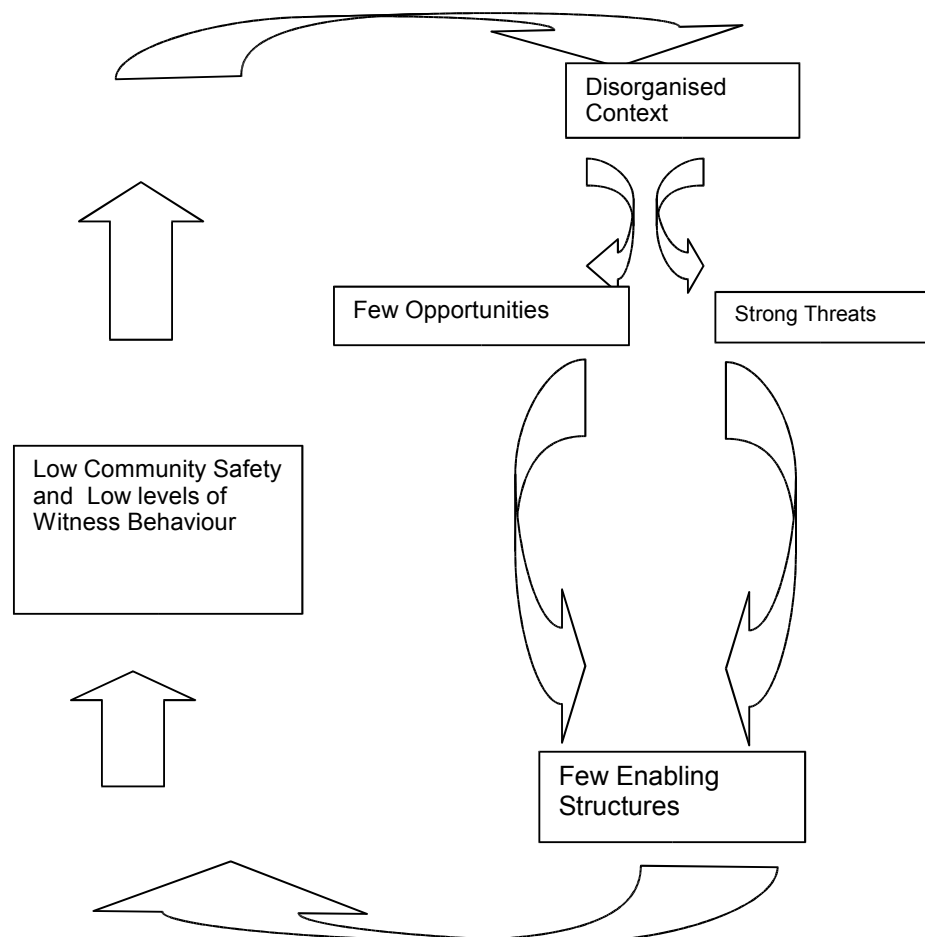 Disorganised
Context
Few Opportunities
Strong Threats
Low Community Safety
and  Low levels of
Witness Behaviour
Few Enabling
Structures